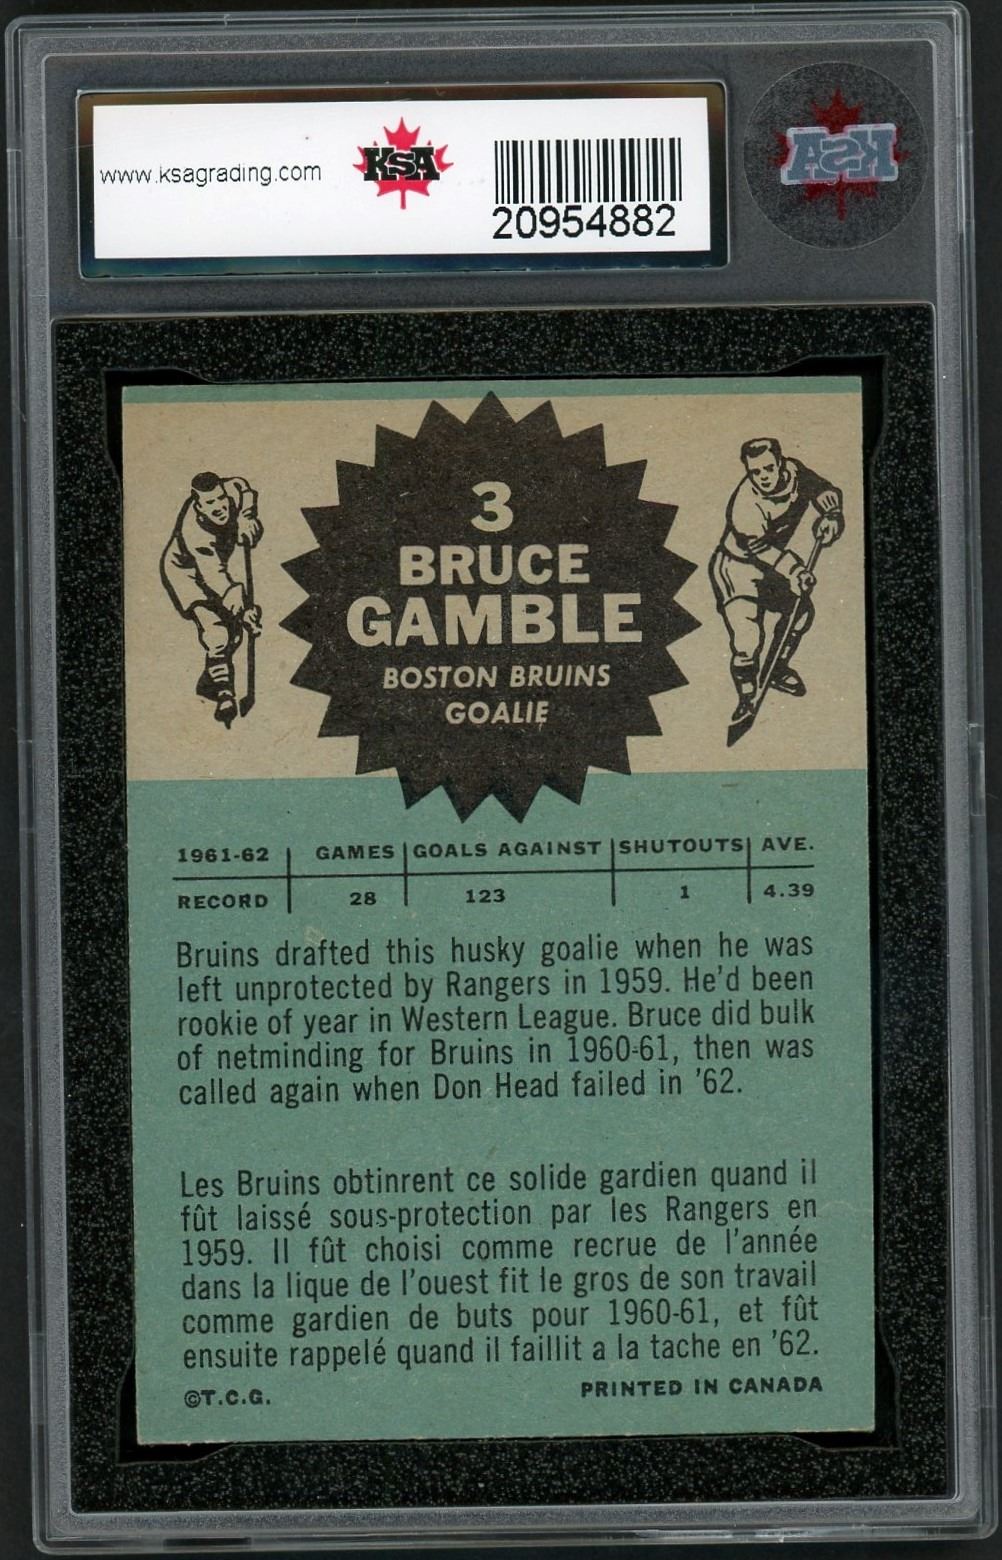 www.ksagrading.com
KSA
20954882
KSA
3
BRUCE
GAMBLE
BOSTON BRUINS
GOALIE
1961-62 GAMES GOALS AGAINST SHUTOUTS AVE.
RECORD 28 123 1 4.39
Bruins drafted this husky goalie when he was
left unprotected by Rangers in 1959. He'd been
rookie of year in Western League. Bruce did bulk
of netminding for Bruins in 1960-61, then was
called again when Don Head failed in '62.
Les Bruins obtinrent ce solide gardien quand il
fût laissé sous-protection par les Rangers en
1959. Il fût choisi comme recrue de l'année
dans la lique de l'ouest fit le gros de son travail
comme gardien de buts pour 1960-61, et fût
ensuite rappelé quand il faillit a la tache en '62.
©T.C.G. PRINTED IN CANADA